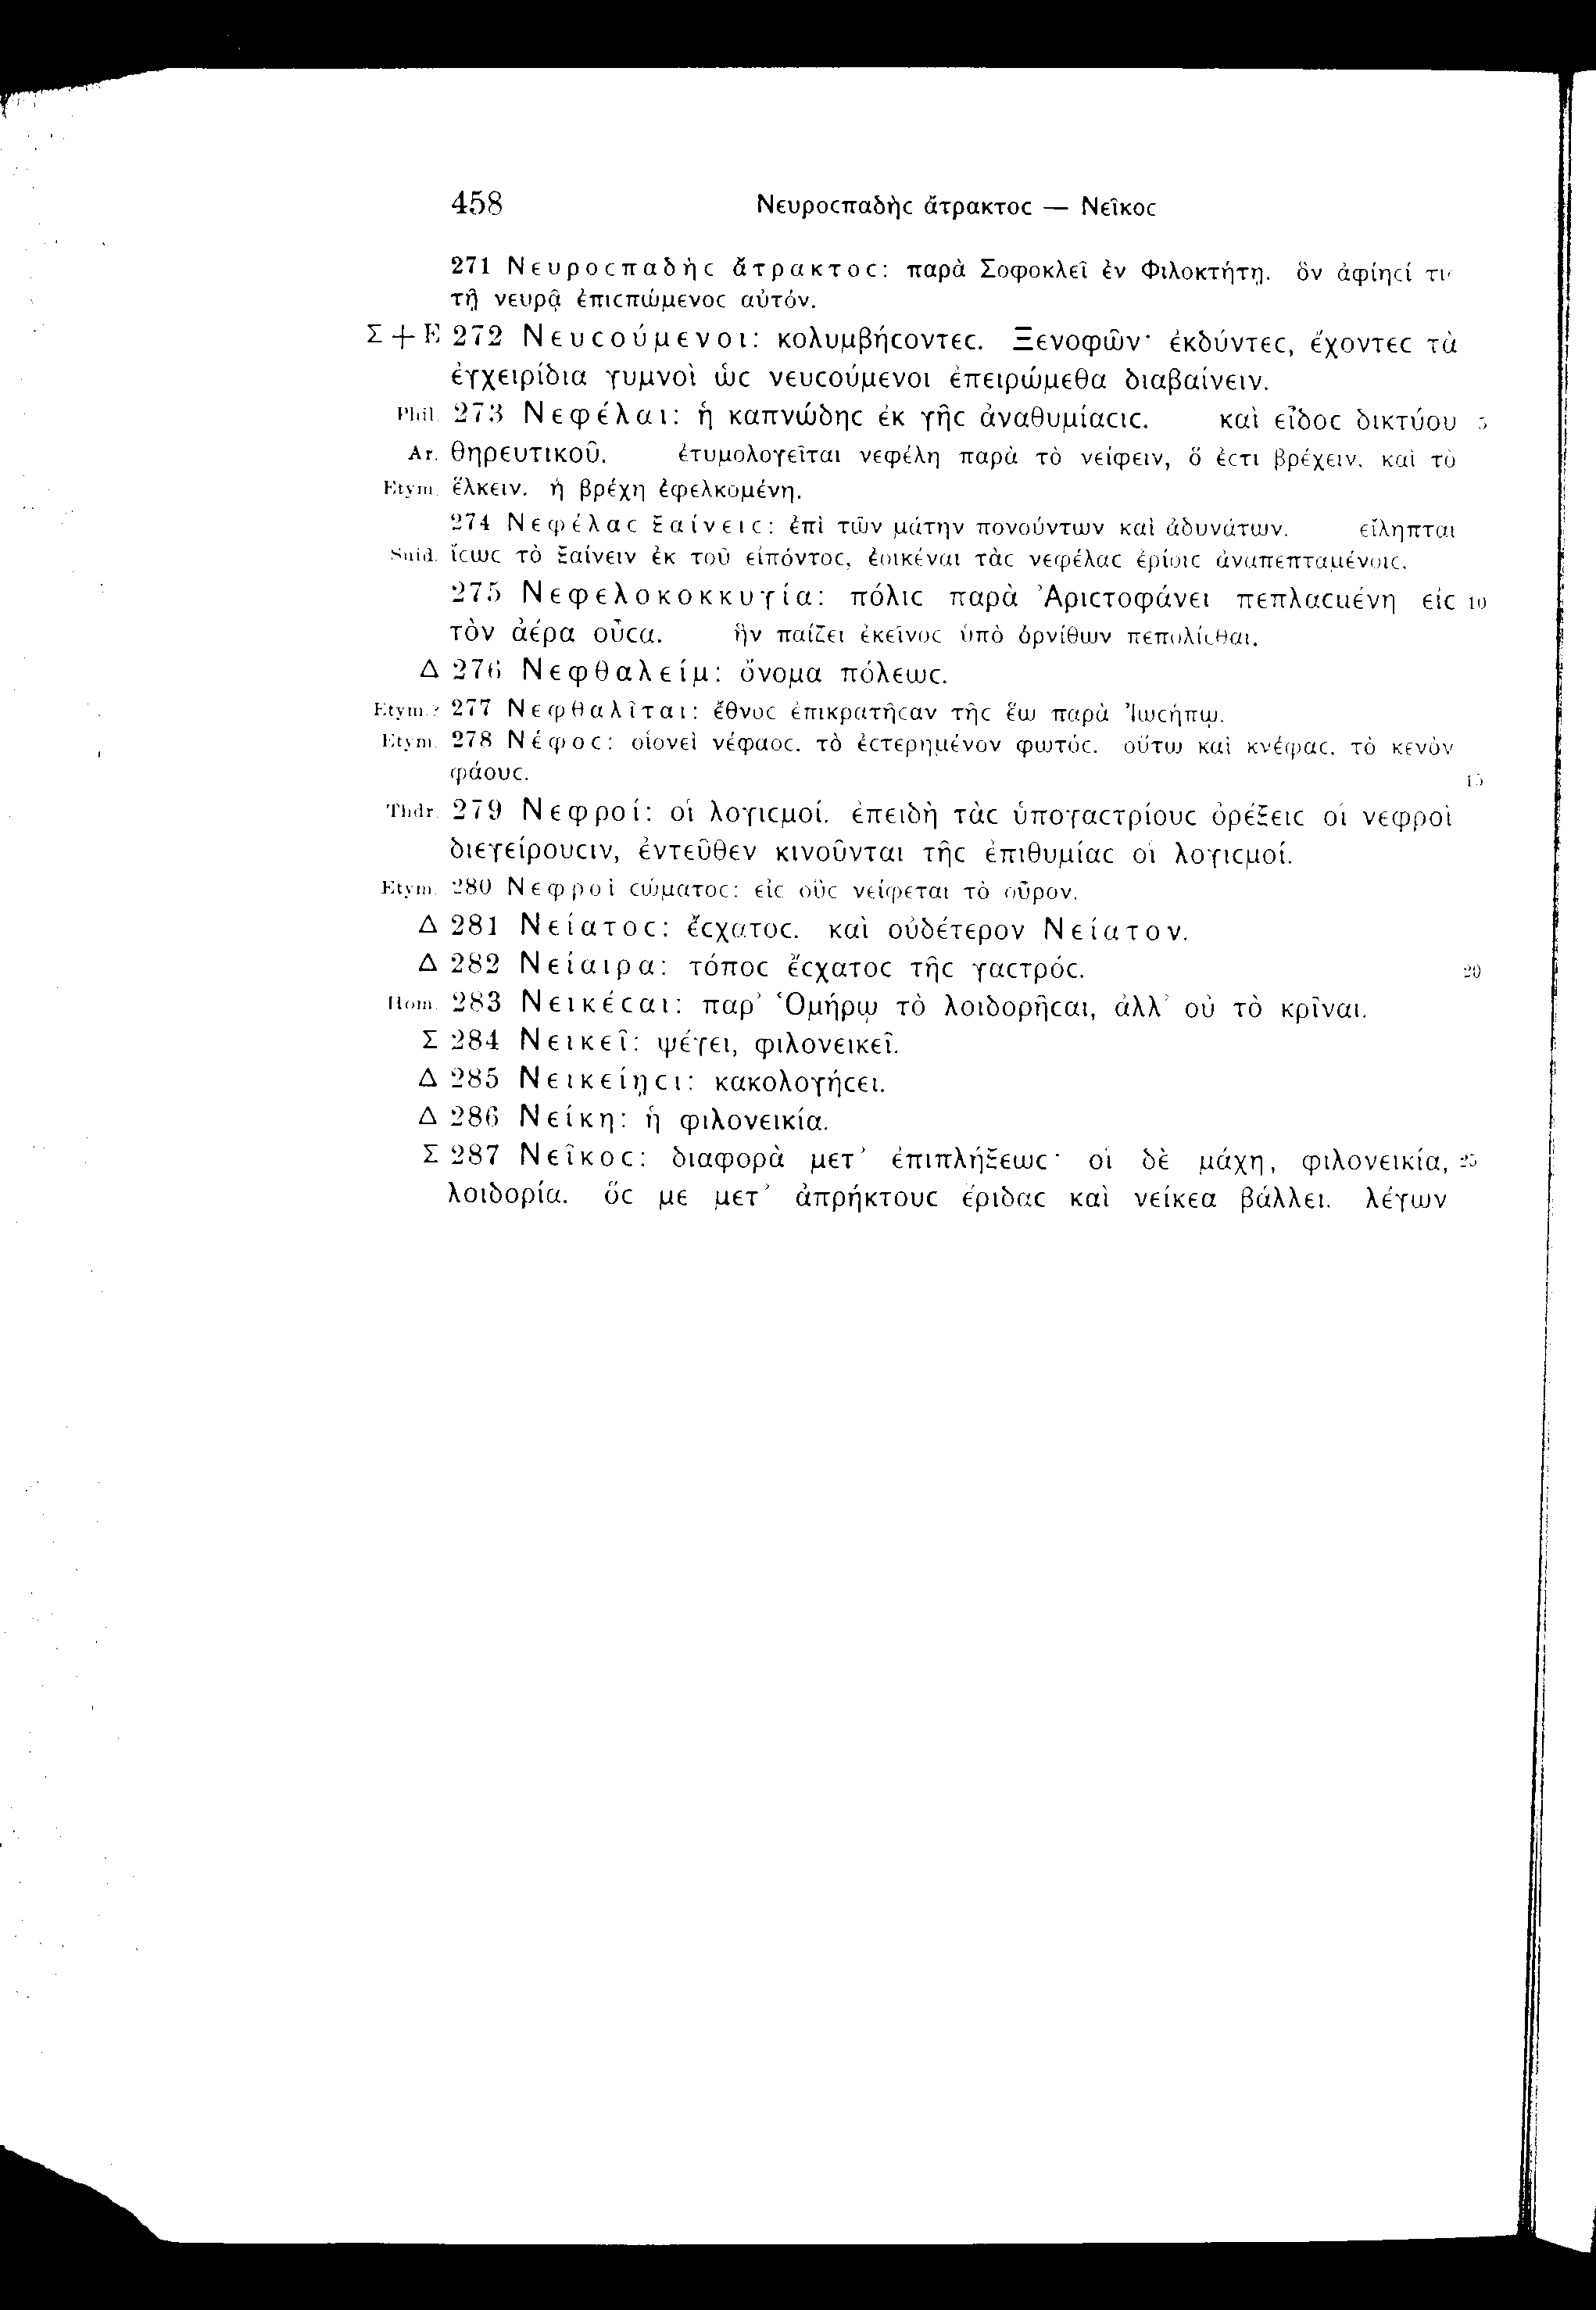 458 Νευροςπαδὴς ἄτρακτος — Νεῖκος
271 Νευροςπαδὴς ἄτρακτος: παρὰ Σοφοκλεῖ ἐν Φιλοκτήτῃ. ὃν ἀφίηςί τι
τῇ νευρᾷ ἐπιςπώμενος αὐτόν.
Σ + E 272 Νευςούμενοι: κολυμβήςοντες. Ξενοφῶν· ἐκδύντες, ἔχοντες τὰ
ἐγχειρίδια γυμνοὶ ὡς νευςούμενοι ἐπειρώμεθα διαβαίνειν.
Phil. 273 Νεφέλαι: ἡ καπνώδης ἐκ γῆς ἀναθυμίαςις. καὶ εἶδος δικτύου 5
Ar. θηρευτικοῦ. ἐτυμολογεῖται νεφέλη παρὰ τὸ νείφειν, ὅ ἐςτι βρέχειν, καὶ τὸ
Etym. ἕλκειν. ἡ βρέχη ἐφελκομένη.
274 Νεφέλας ξαίνεις: ἐπὶ τῶν μάτην πονούντων καὶ ἀδυνάτων. εἴληπται
Suid. ἴςως τὸ ξαίνειν ἐκ τοῦ εἰπόντος, ἐοικέναι τὰς νεφέλας ἐρίοις ἀναπεπταμένοις.
275 Νεφελοκοκκυγία: πόλις παρὰ Ἀριςτοφάνει πεπλαςμένη εἰς 10
τὸν ἀέρα οὖςα. ἣν παίζει ἐκεῖνος ὑπὸ ὀρνίθων πεπολίςθαι.
Δ 276 Νεφθαλείμ: ὄνομα πόλεως.
Etym.? 277 Νεφθαλῖται: ἔθνος ἐπικρατῆςαν τῆς ἕω παρὰ Ἰωςήπῳ.
Etym. 278 Νέφος: οἱονεὶ νέφαος. τὸ ἐςτερημένον φωτός. οὕτω καὶ κνέφας. τὸ κενὸν
φάους. 15
Thdr. 279 Νεφροί: οἱ λογιςμοί. ἐπειδὴ τὰς ὑπογαςτρίους ὀρέξεις οἱ νεφροὶ
διεγείρουςιν, ἐντεῦθεν κινοῦνται τῆς ἐπιθυμίας οἱ λογιςμοί.
Etym. 280 Νεφροὶ ςώματος: εἰς οὓς νείφεται τὸ οὖρον.
Δ 281 Νείατος: ἔςχατος. καὶ οὐδέτερον Νείατον.
Δ 282 Νείαιρα: τόπος ἔςχατος τῆς γαςτρός. 20
Hom. 283 Νεικέςαι: παρ' Ὁμήρῳ τὸ λοιδορῆςαι, ἀλλ' οὐ τὸ κρῖναι.
Σ 284 Νεικεῖ: ψέγει, φιλονεικεῖ.
Δ 285 Νεικείῃςι: κακολογήςει.
Δ 286 Νείκη: ἡ φιλονεικία.
Σ 287 Νεῖκος: διαφορὰ μετ' ἐπιπλήξεως· οἱ δὲ μάχη, φιλονεικία, 25
λοιδορία. ὅς με μετ' ἀπρήκτους ἔριδας καὶ νείκεα βάλλει. λέγων